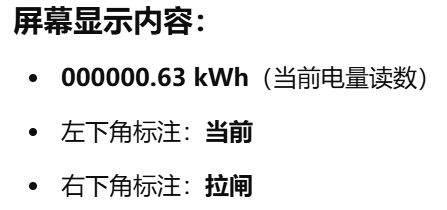 屏幕显示内容：
• 000000.63 kWh（当前电量读数）
• 左下角标注：当前
• 右下角标注：拉闸